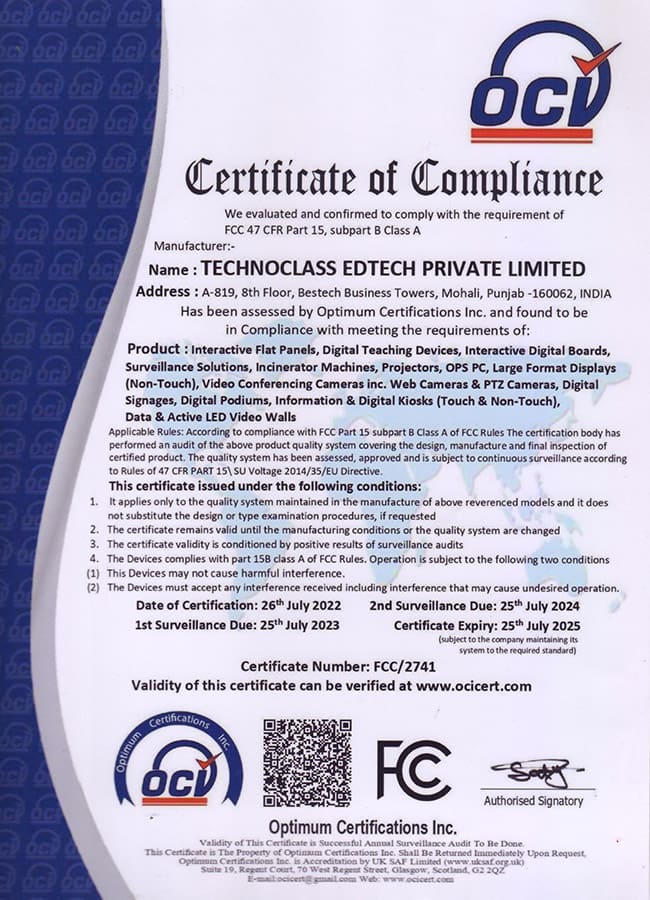 OCI
Certificate of Compliance
We evaluated and confirmed to comply with the requirement of
FCC 47 CFR Part 15, subpart B Class A
Manufacturer:-
Name : TECHNOCLASS EDTECH PRIVATE LIMITED
Address : A-819, 8th Floor, Bestech Business Towers, Mohali, Punjab -160062, INDIA
Has been assessed by Optimum Certifications Inc. and found to be
in Compliance with meeting the requirements of:
Product : Interactive Flat Panels, Digital Teaching Devices, Interactive Digital Boards,
Surveillance Solutions, Incinerator Machines, Projectors, OPS PC, Large Format Displays
(Non-Touch), Video Conferencing Cameras inc. Web Cameras & PTZ Cameras, Digital
Signages, Digital Podiums, Information & Digital Kiosks (Touch & Non-Touch),
Data & Active LED Video Walls
Applicable Rules: According to compliance with FCC Part 15 subpart B Class A of FCC Rules The certification body has
performed an audit of the above product quality system covering the design, manufacture and final inspection of
certified product. The quality system has been assessed, approved and is subject to continuous surveillance according
to Rules of 47 CFR PART 15\ SU Voltage 2014/35/EU Directive.
This certificate issued under the following conditions:
1. It applies only to the quality system maintained in the manufacture of above reverenced models and it does
not substitute the design or type examination procedures, if requested
2. The certificate remains valid until the manufacturing conditions or the quality system are changed
3. The certificate validity is conditioned by positive results of surveillance audits
4. The Devices complies with part 15B class A of FCC Rules. Operation is subject to the following two conditions
(1) This Devices may not cause harmful interference.
(2) The Devices must accept any interference received including interference that may cause undesired operation.
Date of Certification: 26th July 2022 2nd Surveillance Due: 25th July 2024
1st Surveillance Due: 25th July 2023 Certificate Expiry: 25th July 2025
(subject to the company maintaining its
system to the required standard)
Certificate Number: FCC/2741
Validity of this certificate can be verified at www.ocicert.com
Optimum Certifications Inc.
OCI
FCC
Authorised Signatory
Optimum Certifications Inc.
Validity of This Certificate is Successful Annual Surveillance Audit To Be Done.
This Certificate is The Property of Optimum Certifications Inc. Shall Be Returned Immediately Upon Request,
Optimum Certifications Inc. is Accreditation by UK SAF Limited (www.uksaf.org.uk)
Suite 19, Regent Court, 70 West Regent Street, Glasgow, Scotland, G2 2QZ
E-mail:ocicert@gmail.com Web: www.ocicert.com